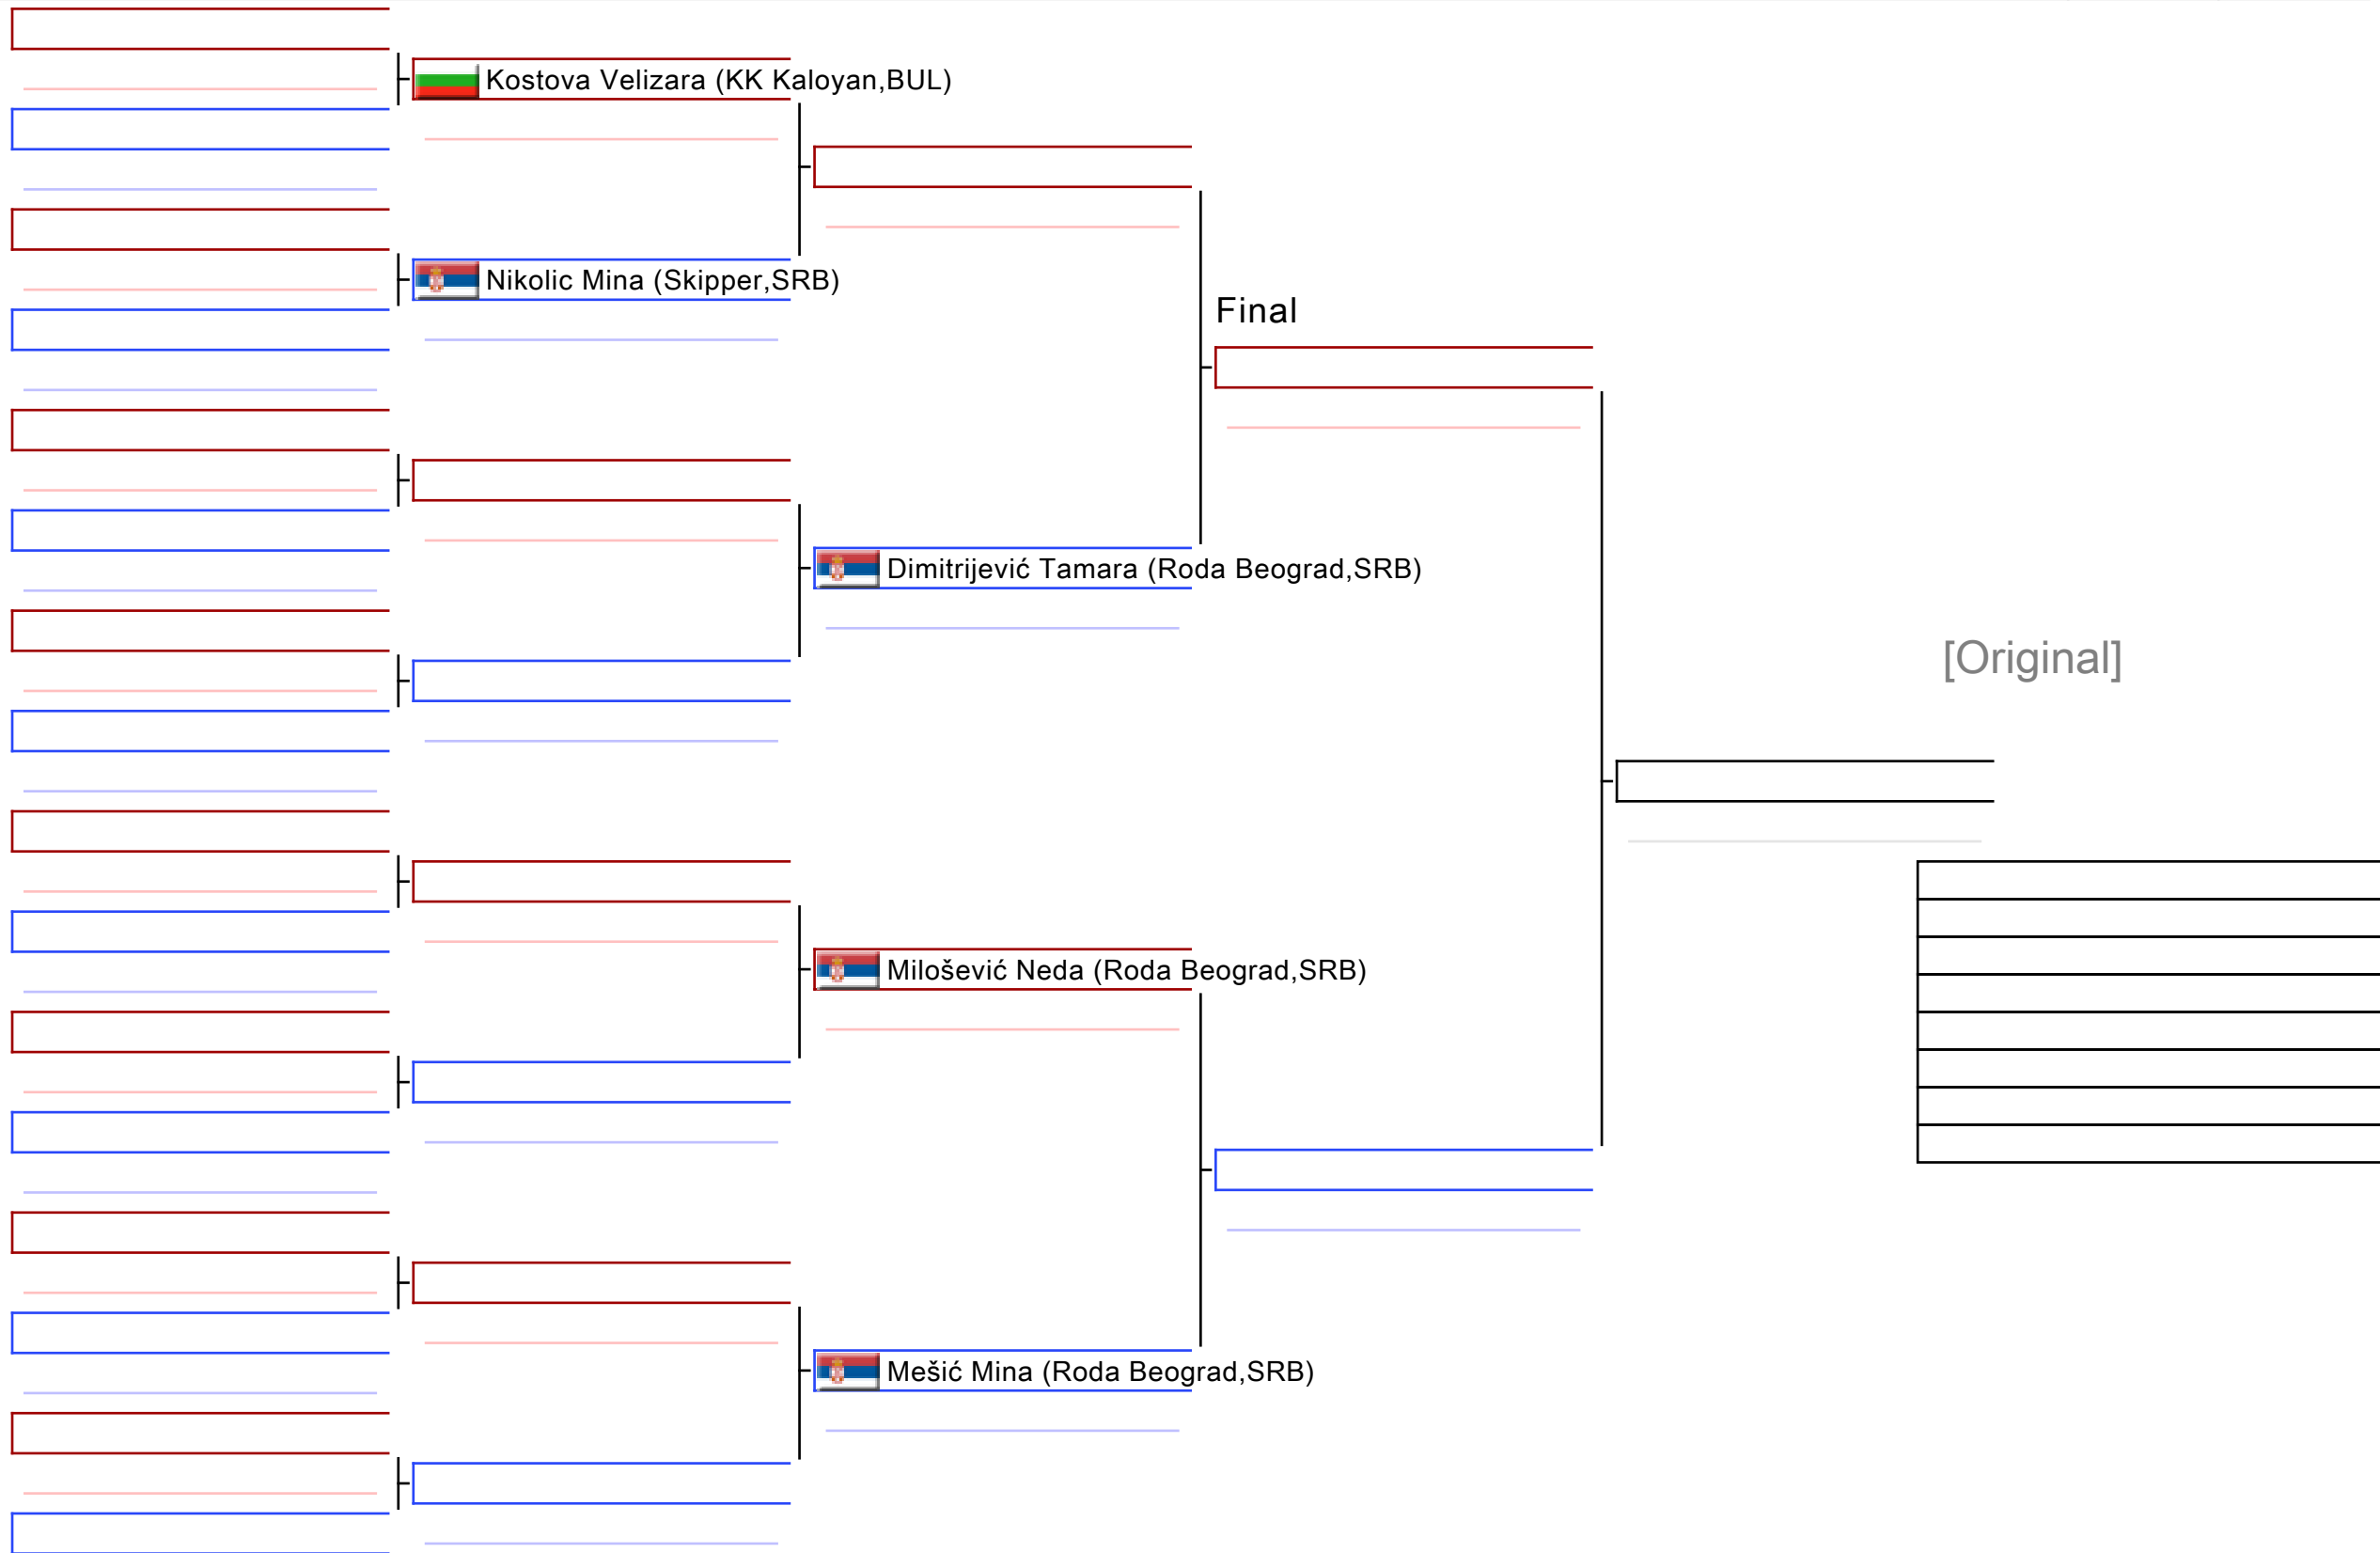 Kostova Velizara (KK Kaloyan,BUL)
Nikolic Mina (Skipper,SRB)
Final
Dimitrijević Tamara (Roda Beograd,SRB)
[Original]
Milošević Neda (Roda Beograd,SRB)
Mešić Mina (Roda Beograd,SRB)